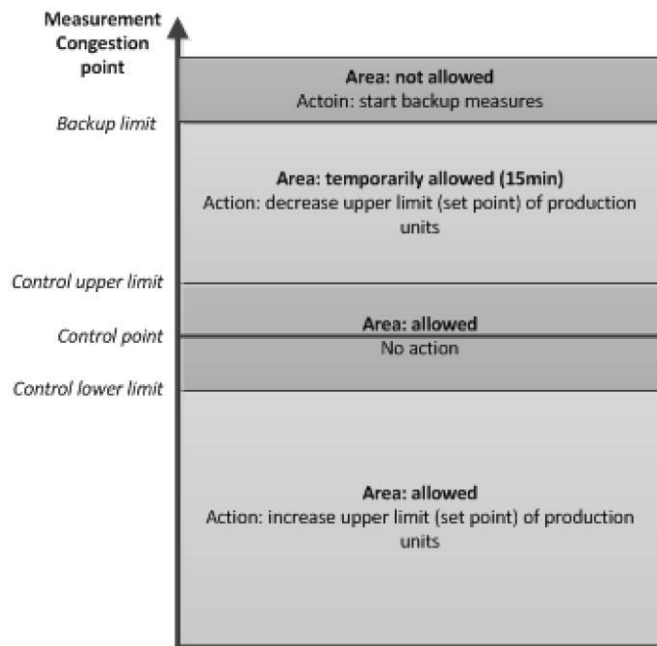 Measurement
Congestion
point
Area: not allowed
Actoin: start backup measures
Backup limit
Area: temporarily allowed (15min)
Action: decrease upper limit (set point) of production
units
Control upper limit
Area: allowed
Control point
No action
Control lower limit
Area: allowed
Action: increase upper limit (set point) of production
units